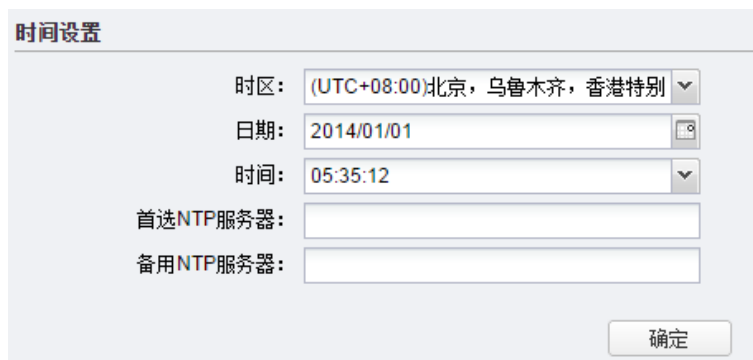 时间设置
时区： (UTC+08:00)北京，乌鲁木齐，香港特别
日期： 2014/01/01
时间： 05:35:12
首选NTP服务器：
备用NTP服务器：
确定